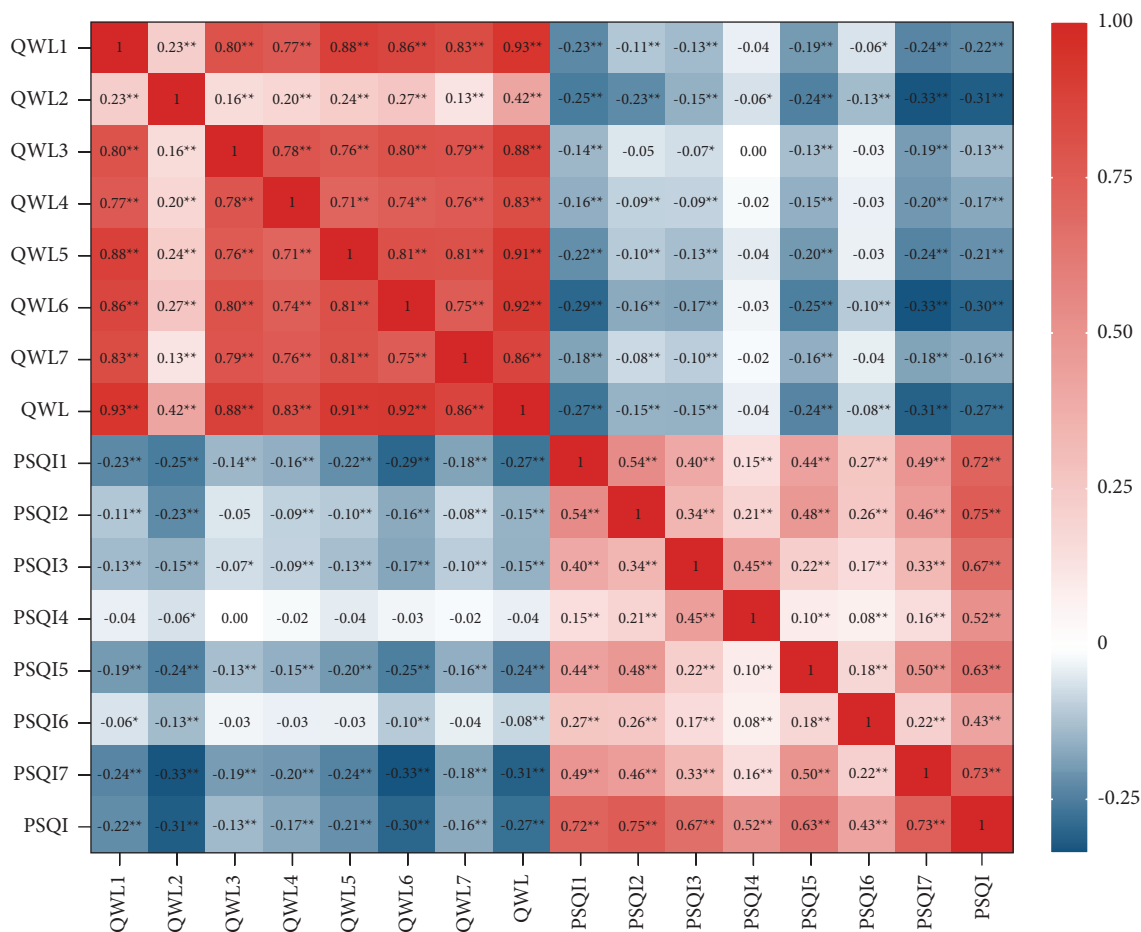 QWL1 1 0.23** 0.80** 0.77** 0.88** 0.86** 0.83** 0.93** -0.23** -0.11** -0.13** -0.04 -0.19** -0.06* -0.24** -0.22**
QWL2 0.23** 1 0.16** 0.20** 0.24** 0.27** 0.13** 0.42** -0.25** -0.23** -0.15** -0.06* -0.24** -0.13** -0.33** -0.31**
QWL3 0.80** 0.16** 1 0.78** 0.76** 0.80** 0.79** 0.88** -0.14** -0.05 -0.07* 0.00 -0.13** -0.03 -0.19** -0.13**
QWL4 0.77** 0.20** 0.78** 1 0.71** 0.74** 0.76** 0.83** -0.16** -0.09** -0.09** -0.02 -0.15** -0.03 -0.20** -0.17**
QWL5 0.88** 0.24** 0.76** 0.71** 1 0.81** 0.81** 0.91** -0.22** -0.10** -0.13** -0.04 -0.20** -0.03 -0.24** -0.21**
QWL6 0.86** 0.27** 0.80** 0.74** 0.81** 1 0.75** 0.92** -0.29** -0.16** -0.17** -0.03 -0.25** -0.10** -0.33** -0.30**
QWL7 0.83** 0.13** 0.79** 0.76** 0.81** 0.75** 1 0.86** -0.18** -0.08** -0.10** -0.02 -0.16** -0.04 -0.18** -0.16**
QWL 0.93** 0.42** 0.88** 0.83** 0.91** 0.92** 0.86** 1 -0.27** -0.15** -0.15** -0.04 -0.24** -0.08** -0.31** -0.27**
PSQI1 -0.23** -0.25** -0.14** -0.16** -0.22** -0.29** -0.18** -0.27** 1 0.54** 0.40** 0.15** 0.44** 0.27** 0.49** 0.72**
PSQI2 -0.11** -0.23** -0.05 -0.09** -0.10** -0.16** -0.08** -0.15** 0.54** 1 0.34** 0.21** 0.48** 0.26** 0.46** 0.75**
PSQI3 -0.13** -0.15** -0.07* -0.09** -0.13** -0.17** -0.10** -0.15** 0.40** 0.34** 1 0.45** 0.22** 0.17** 0.33** 0.67**
PSQI4 -0.04 -0.06* 0.00 -0.02 -0.04 -0.03 -0.02 -0.04 0.15** 0.21** 0.45** 1 0.10** 0.08** 0.16** 0.52**
PSQI5 -0.19** -0.24** -0.13** -0.15** -0.20** -0.25** -0.16** -0.24** 0.44** 0.48** 0.22** 0.10** 1 0.18** 0.50** 0.63**
PSQI6 -0.06* -0.13** -0.03 -0.03 -0.03 -0.10** -0.04 -0.08** 0.27** 0.26** 0.17** 0.08** 0.18** 1 0.22** 0.43**
PSQI7 -0.24** -0.33** -0.19** -0.20** -0.24** -0.33** -0.18** -0.31** 0.49** 0.46** 0.33** 0.16** 0.50** 0.22** 1 0.73**
PSQI -0.22** -0.31** -0.13** -0.17** -0.21** -0.30** -0.16** -0.27** 0.72** 0.75** 0.67** 0.52** 0.63** 0.43** 0.73** 1
QWL1 QWL2 QWL3 QWL4 QWL5 QWL6 QWL7 QWL PSQI1 PSQI2 PSQI3 PSQI4 PSQI5 PSQI6 PSQI7 PSQI
1.00
0.75
0.50
0.25
0
-0.25